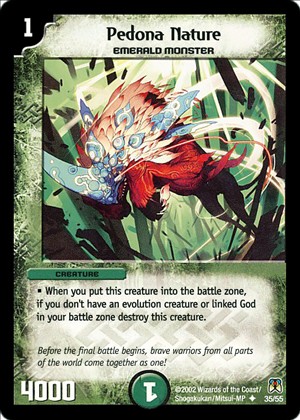 1
Pedona Nature
EMERALD MONSTER
CREATURE
▪ When you put this creature into the battle zone,
if you don't have an evolution creature or linked God
in your battle zone destroy this creature.
Before the final battle begins, brave warriors from all parts
of the world come together as one!
4000
1
©2002 Wizards of the Coast/
Shogakukan/Mitsui-MP ♦ 35/55